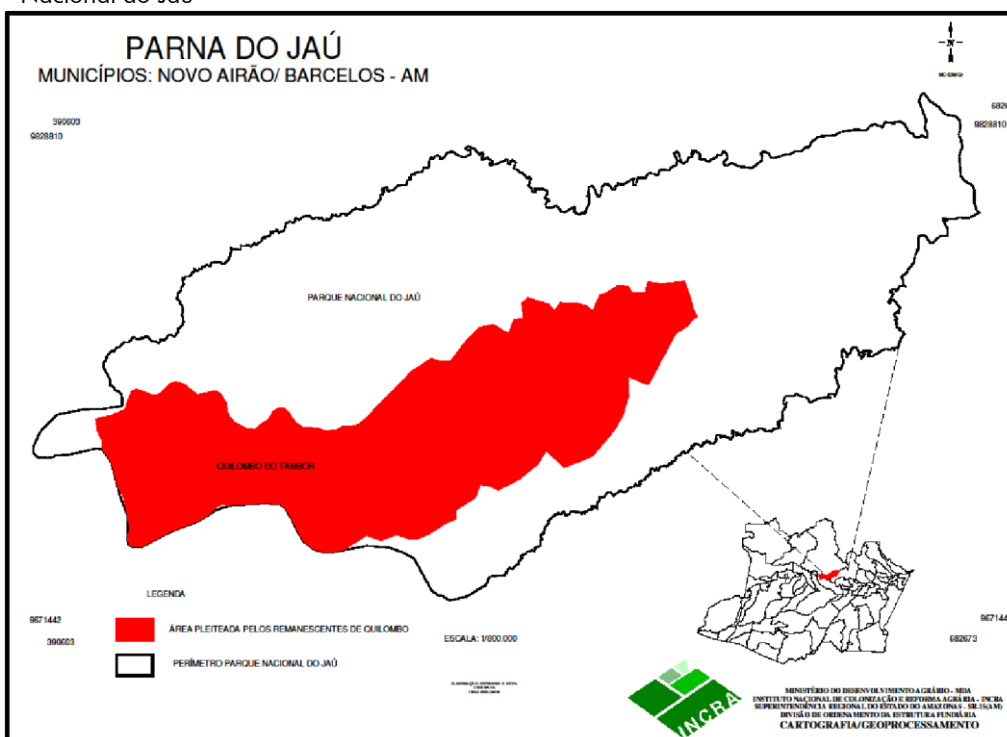 Nacional do Jaú
PARNA DO JAÚ
MUNICÍPIOS: NOVO AIRÃO/ BARCELOS - AM
N
390603
9828810
9828810
PARQUE NACIONAL DO JAÚ
QUILOMBO DO TAMBOR
LEGENDA
ÁREA PLEITEADA PELOS REMANESCENTES DE QUILOMBO
PERÍMETRO PARQUE NACIONAL DO JAÚ
ESCALA: 1/800.000
9671442
390603
967144
682673
INCRA
MINISTÉRIO DO DESENVOLVIMENTO AGRÁRIO - MDA
INSTITUTO NACIONAL DE COLONIZAÇÃO E REFORMA AGRÁRIA - INCRA
SUPERINTENDÊNCIA REGIONAL DO ESTADO DO AMAZONAS - SR-15(AM)
DIVISÃO DE ORDENAMENTO DA ESTRUTURA FUNDIÁRIA
CARTOGRAFIA/GEOPROCESSAMENTO